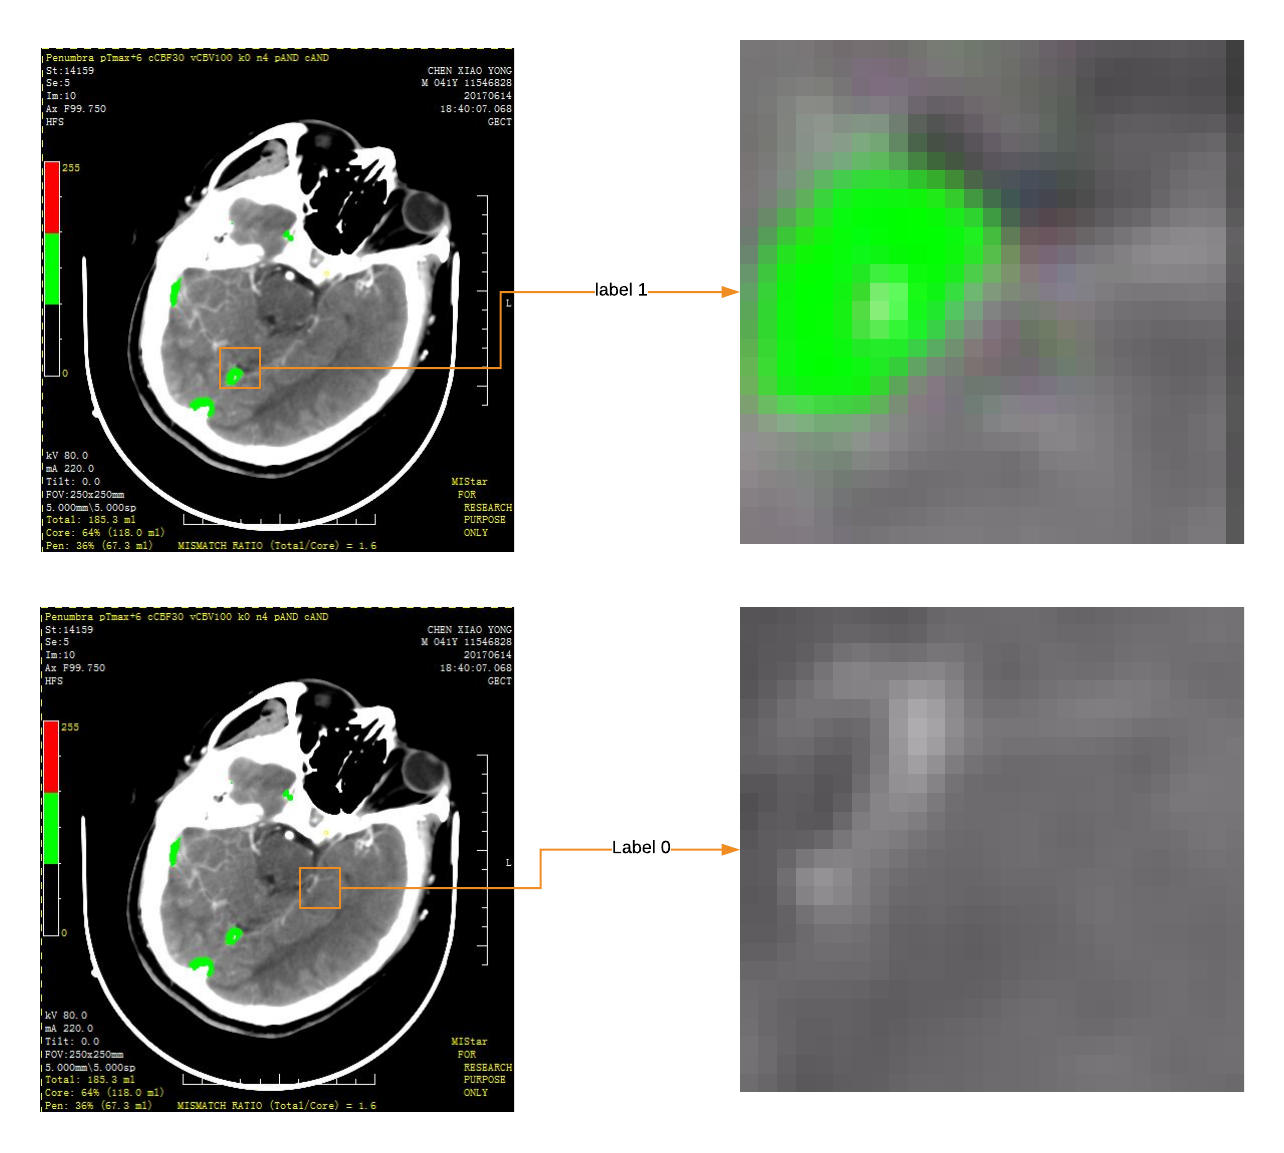 Penumbra pTmax+6 cCBF30 vCBV100 k0 n4 pAND cAND
St:14159 CHEN XIAO YONG
Se:5 M 041Y 11546828
Im:10 20170614
Ax F99.750 18:40:07.068
HFS GECT
255
label 1
L
0
kV 80.0
mA 220.0
Tilt: 0.0 MIStar
FOV:250x250mm FOR
5.000mm\5.000sp RESEARCH
Total: 185.3 ml PURPOSE
Core: 64% (118.0 ml) ONLY
Pen: 36% (67.3 ml) MISMATCH RATIO (Total/Core) = 1.6
Penumbra pTmax+6 cCBF30 vCBV100 k0 n4 pAND cAND
St:14159 CHEN XIAO YONG
Se:5 M 041Y 11546828
Im:10 20170614
Ax F99.750 18:40:07.068
HFS GECT
255
Label 0
L
0
kV 80.0
mA 220.0
Tilt: 0.0 MIStar
FOV:250x250mm FOR
5.000mm\5.000sp RESEARCH
Total: 185.3 ml PURPOSE
Core: 64% (118.0 ml) ONLY
Pen: 36% (67.3 ml) MISMATCH RATIO (Total/Core) = 1.6